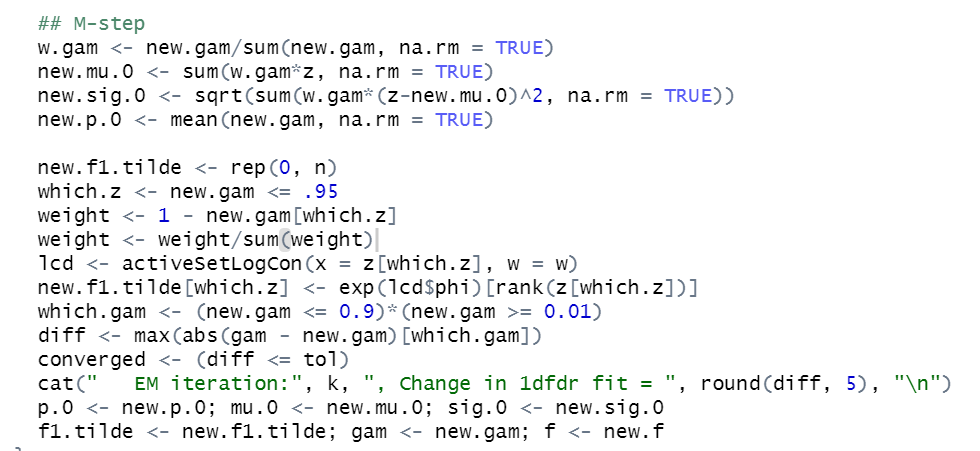 ## M-step
w.gam <- new.gam/sum(new.gam, na.rm = TRUE)
new.mu.0 <- sum(w.gam*z, na.rm = TRUE)
new.sig.0 <- sqrt(sum(w.gam*(z-new.mu.0)^2, na.rm = TRUE))
new.p.0 <- mean(new.gam, na.rm = TRUE)
new.f1.tilde <- rep(0, n)
which.z <- new.gam <= .95
weight <- 1 - new.gam[which.z]
weight <- weight/sum(weight)
lcd <- activeSetLogCon(x = z[which.z], w = w)
new.f1.tilde[which.z] <- exp(lcd$phi)[rank(z[which.z])]
which.gam <- (new.gam <= 0.9)*(new.gam >= 0.01)
diff <- max(abs(gam - new.gam)[which.gam])
converged <- (diff <= tol)
cat("   EM iteration:", k, ", Change in 1dfdr fit = ", round(diff, 5), "\n")
p.0 <- new.p.0; mu.0 <- new.mu.0; sig.0 <- new.sig.0
f1.tilde <- new.f1.tilde; gam <- new.gam; f <- new.f